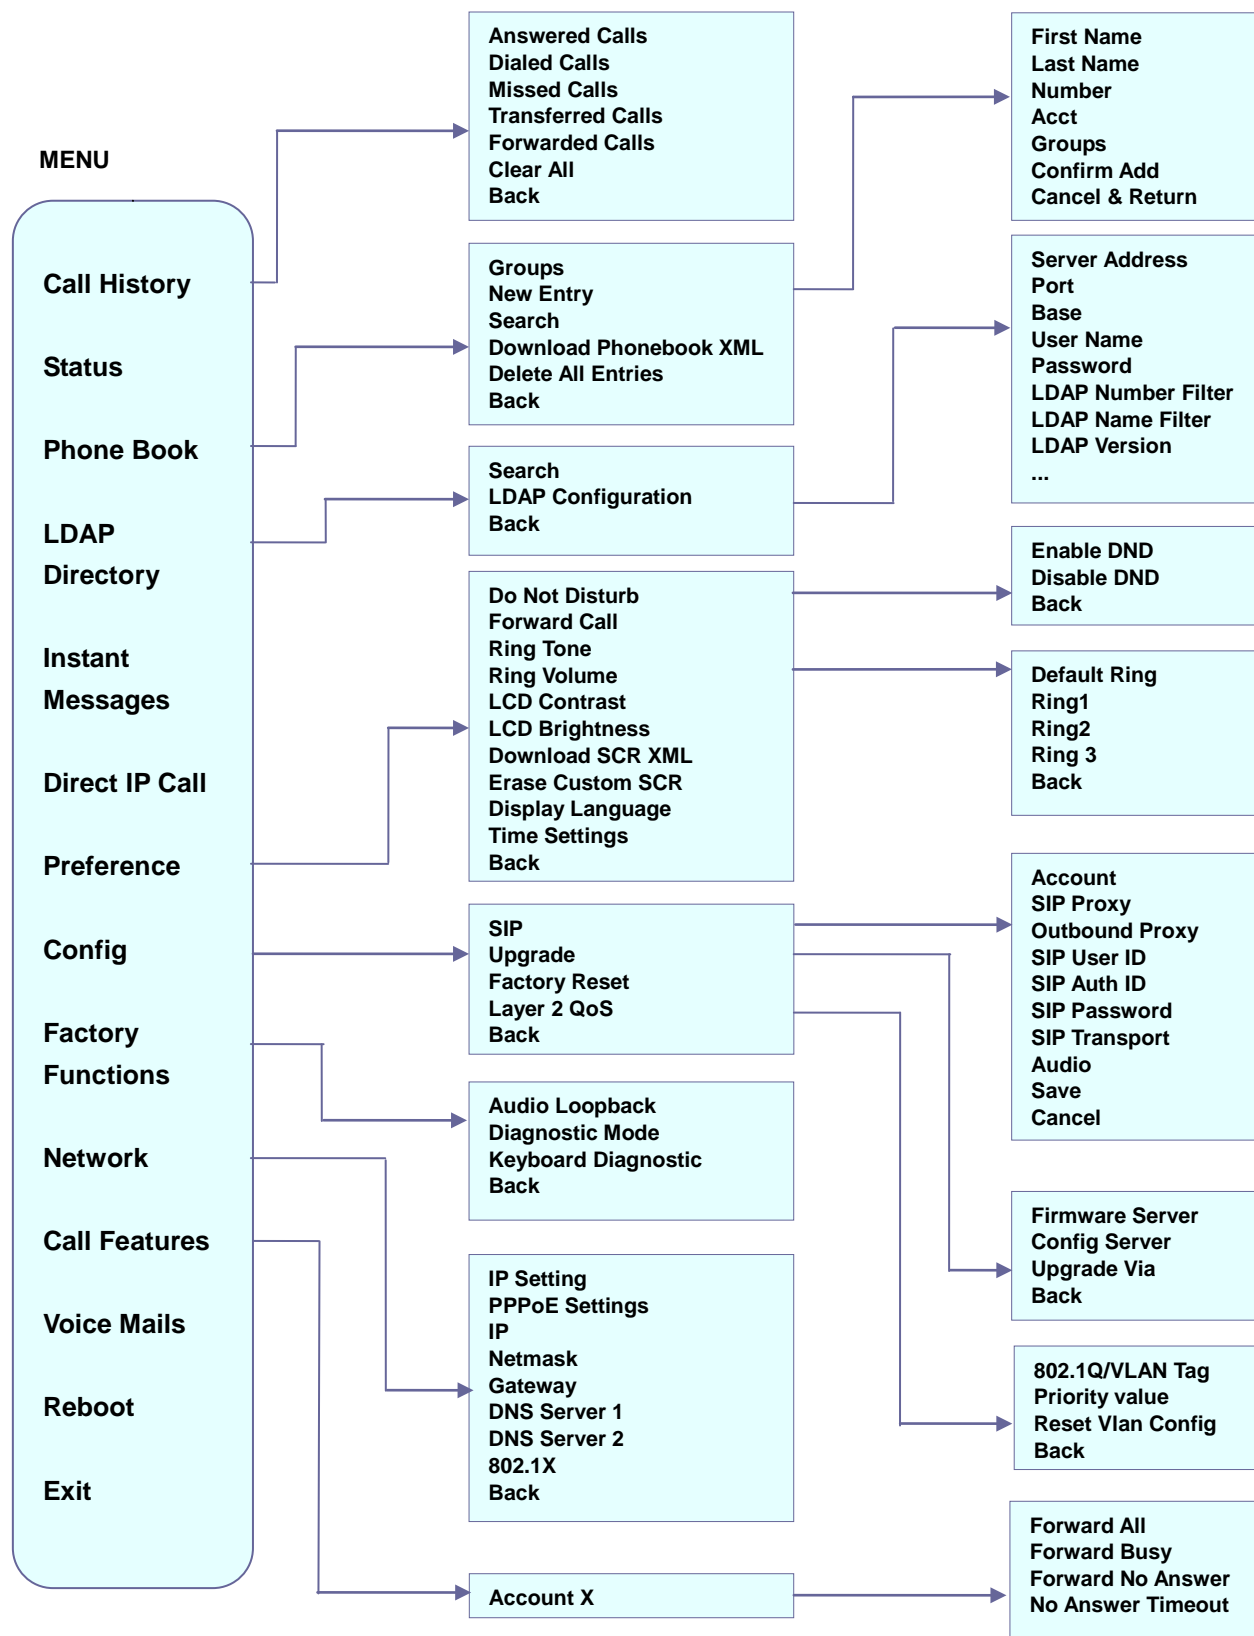 MENU
Call History
Status
Phone Book
LDAP
Directory
Instant
Messages
Direct IP Call
Preference
Config
Factory
Functions
Network
Call Features
Voice Mails
Reboot
Exit
Answered Calls
Dialed Calls
Missed Calls
Transferred Calls
Forwarded Calls
Clear All
Back
Groups
New Entry
Search
Download Phonebook XML
Delete All Entries
Back
Search
LDAP Configuration
Back
Do Not Disturb
Forward Call
Ring Tone
Ring Volume
LCD Contrast
LCD Brightness
Download SCR XML
Erase Custom SCR
Display Language
Time Settings
Back
SIP
Upgrade
Factory Reset
Layer 2 QoS
Back
Audio Loopback
Diagnostic Mode
Keyboard Diagnostic
Back
IP Setting
PPPoE Settings
IP
Netmask
Gateway
DNS Server 1
DNS Server 2
802.1X
Back
Account X
First Name
Last Name
Number
Acct
Groups
Confirm Add
Cancel & Return
Server Address
Port
Base
User Name
Password
LDAP Number Filter
LDAP Name Filter
LDAP Version
...
Enable DND
Disable DND
Back
Default Ring
Ring1
Ring2
Ring 3
Back
Account
SIP Proxy
Outbound Proxy
SIP User ID
SIP Auth ID
SIP Password
SIP Transport
Audio
Save
Cancel
Firmware Server
Config Server
Upgrade Via
Back
802.1Q/VLAN Tag
Priority value
Reset Vlan Config
Back
Forward All
Forward Busy
Forward No Answer
No Answer Timeout